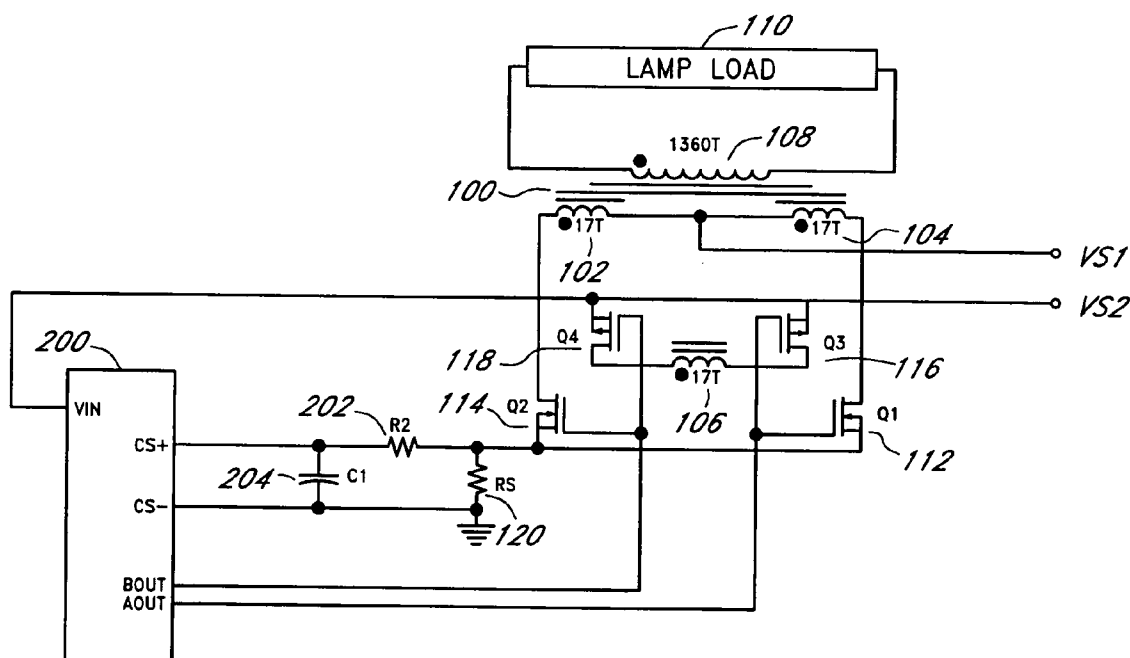 110
LAMP LOAD
1360T
108
100
17T
17T
104
102
VS1
VS2
200
Q4
Q3
118
17T
116
VIN
202
114
Q2
106
Q1
CS+
R2
112
204
C1
RS
CS-
120
BOUT
AOUT